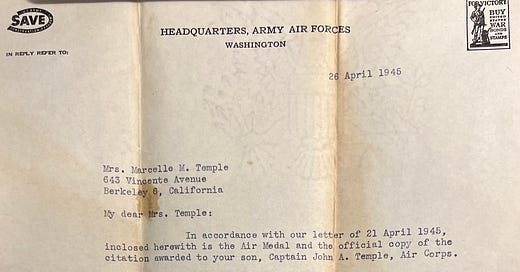 SAVE
IN REPLY REFER TO:
HEADQUARTERS, ARMY AIR FORCES
WASHINGTON
FOR VICTORY
BUY
UNITED
STATES
WAR
BONDS
AND
STAMPS
26 April 1945
Mrs. Marcelle M. Temple
643 Vincente Avenue
Berkeley 6, California
My dear Mrs. Temple:
In accordance with our letter of 21 April 1945,
inclosed herewith is the Air Medal and the official copy of the
citation awarded to your son, Captain John A. Temple, Air Corps.